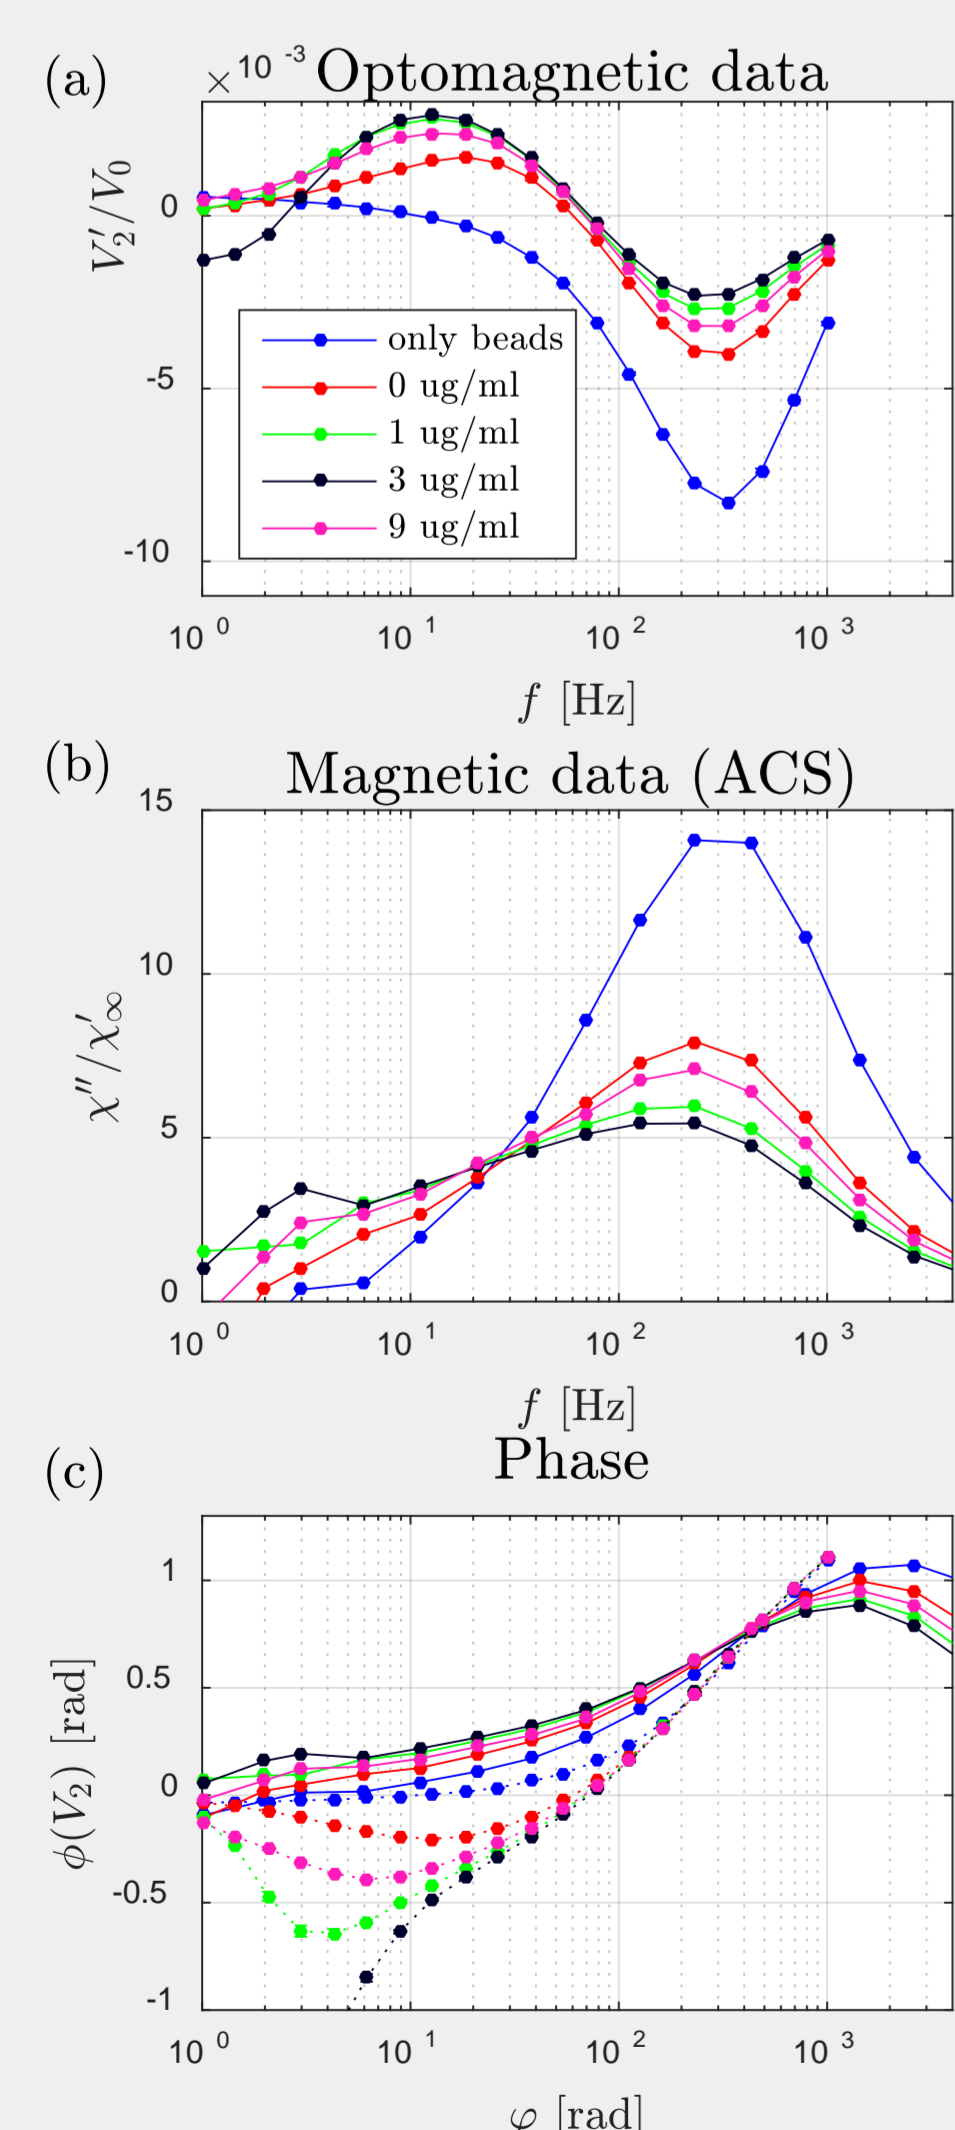 (a)
×10 -3 Optomagnetic data
0
-5
-10
V₂′/V₀
only beads
0 ug/ml
1 ug/ml
3 ug/ml
9 ug/ml
10 0 10 1 10 2 10 3
f [Hz]
(b)
Magnetic data (ACS)
15
10
5
0
χ″/χ′∞
10 0 10 1 10 2 10 3
f [Hz]
(c)
Phase
1
0.5
0
-0.5
-1
ϕ(V₂) [rad]
10 0 10 1 10 2 10 3
φ [rad]